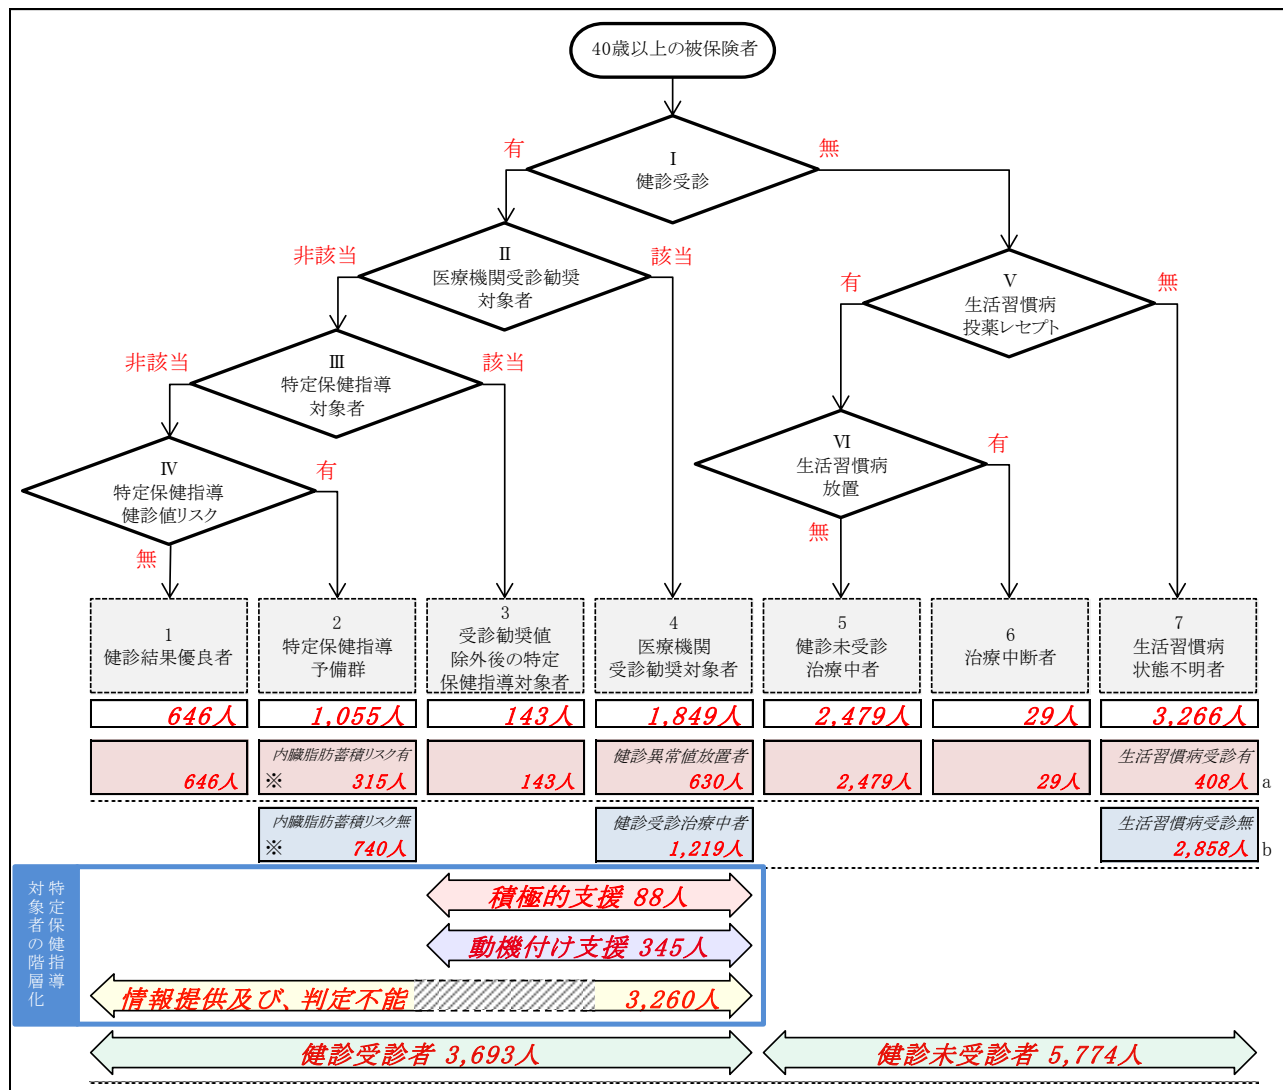 40歳以上の被保険者
Ⅰ
健診受診
有
無
Ⅱ
医療機関受診勧奨
対象者
非該当
該当
Ⅴ
生活習慣病
投薬レセプト
有
無
Ⅲ
特定保健指導
対象者
非該当
該当
Ⅵ
生活習慣病
放置
有
無
Ⅳ
特定保健指導
健診値リスク
有
無
1
健診結果優良者
2
特定保健指導
予備群
3
受診勧奨値
除外後の特定
保健指導対象者
4
医療機関
受診勧奨対象者
5
健診未受診
治療中者
6
治療中断者
7
生活習慣病
状態不明者
646人
1,055人
143人
1,849人
2,479人
29人
3,266人
646人
内臓脂肪蓄積リスク有
※ 315人
143人
健診異常値放置者
630人
2,479人
29人
生活習慣病受診有
408人
a
内臓脂肪蓄積リスク無
※ 740人
健診受診治療中者
1,219人
生活習慣病受診無
2,858人
b
特定保健指導
対象者の階層化
積極的支援 88人
動機付け支援 345人
情報提供及び、判定不能 3,260人
健診受診者 3,693人
健診未受診者 5,774人